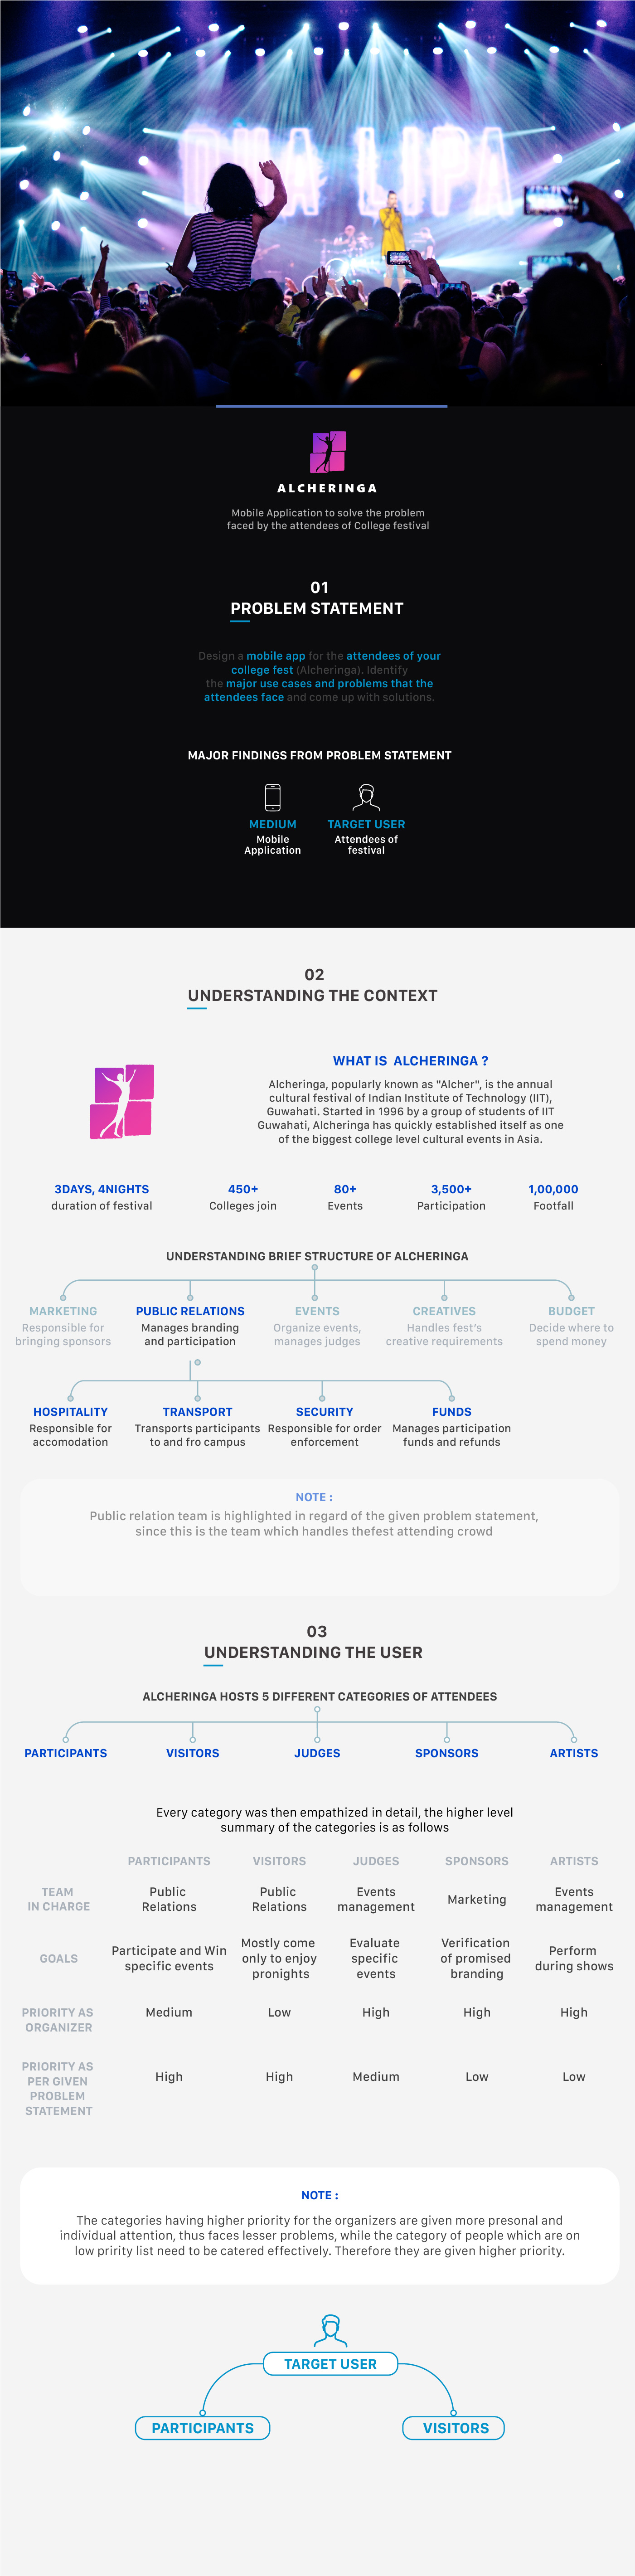 DUA LIPA
ALCHERINGA
Mobile Application to solve the problem
faced by the attendees of College festival
01
PROBLEM STATEMENT
Design a mobile app for the attendees of your
college fest (Alcheringa). Identify
the major use cases and problems that the
attendees face and come up with solutions.
MAJOR FINDINGS FROM PROBLEM STATEMENT
MEDIUM
Mobile
Application
TARGET USER
Attendees of
festival
02
UNDERSTANDING THE CONTEXT
WHAT IS ALCHERINGA ?
Alcheringa, popularly known as "Alcher", is the annual
cultural festival of Indian Institute of Technology (IIT),
Guwahati. Started in 1996 by a group of students of IIT
Guwahati, Alcheringa has quickly established itself as one
of the biggest college level cultural events in Asia.
3DAYS, 4NIGHTS
duration of festival
450+
Colleges join
80+
Events
3,500+
Participation
1,00,000
Footfall
UNDERSTANDING BRIEF STRUCTURE OF ALCHERINGA
MARKETING
Responsible for
bringing sponsors
PUBLIC RELATIONS
Manages branding
and participation
EVENTS
Organize events,
manages judges
CREATIVES
Handles fest's
creative requirements
BUDGET
Decide where to
spend money
HOSPITALITY
Responsible for
accomodation
TRANSPORT
Transports participants
to and fro campus
SECURITY
Responsible for order
enforcement
FUNDS
Manages participation
funds and refunds
NOTE :
Public relation team is highlighted in regard of the given problem statement,
since this is the team which handles thefest attending crowd
03
UNDERSTANDING THE USER
ALCHERINGA HOSTS 5 DIFFERENT CATEGORIES OF ATTENDEES
PARTICIPANTS VISITORS JUDGES SPONSORS ARTISTS
Every category was then empathized in detail, the higher level
summary of the categories is as follows
PARTICIPANTS VISITORS JUDGES SPONSORS ARTISTS
TEAM
IN CHARGE
Public
Relations
Public
Relations
Events
management
Marketing
Events
management
GOALS
Participate and Win
specific events
Mostly come
only to enjoy
pronights
Evaluate
specific
events
Verification
of promised
branding
Perform
during shows
PRIORITY AS
ORGANIZER
Medium Low High High High
PRIORITY AS
PER GIVEN
PROBLEM
STATEMENT
High High Medium Low Low
NOTE :
The categories having higher priority for the organizers are given more presonal and
individual attention, thus faces lesser problems, while the category of people which are on
low pririty list need to be catered effectively. Therefore they are given higher priority.
TARGET USER
PARTICIPANTS
VISITORS